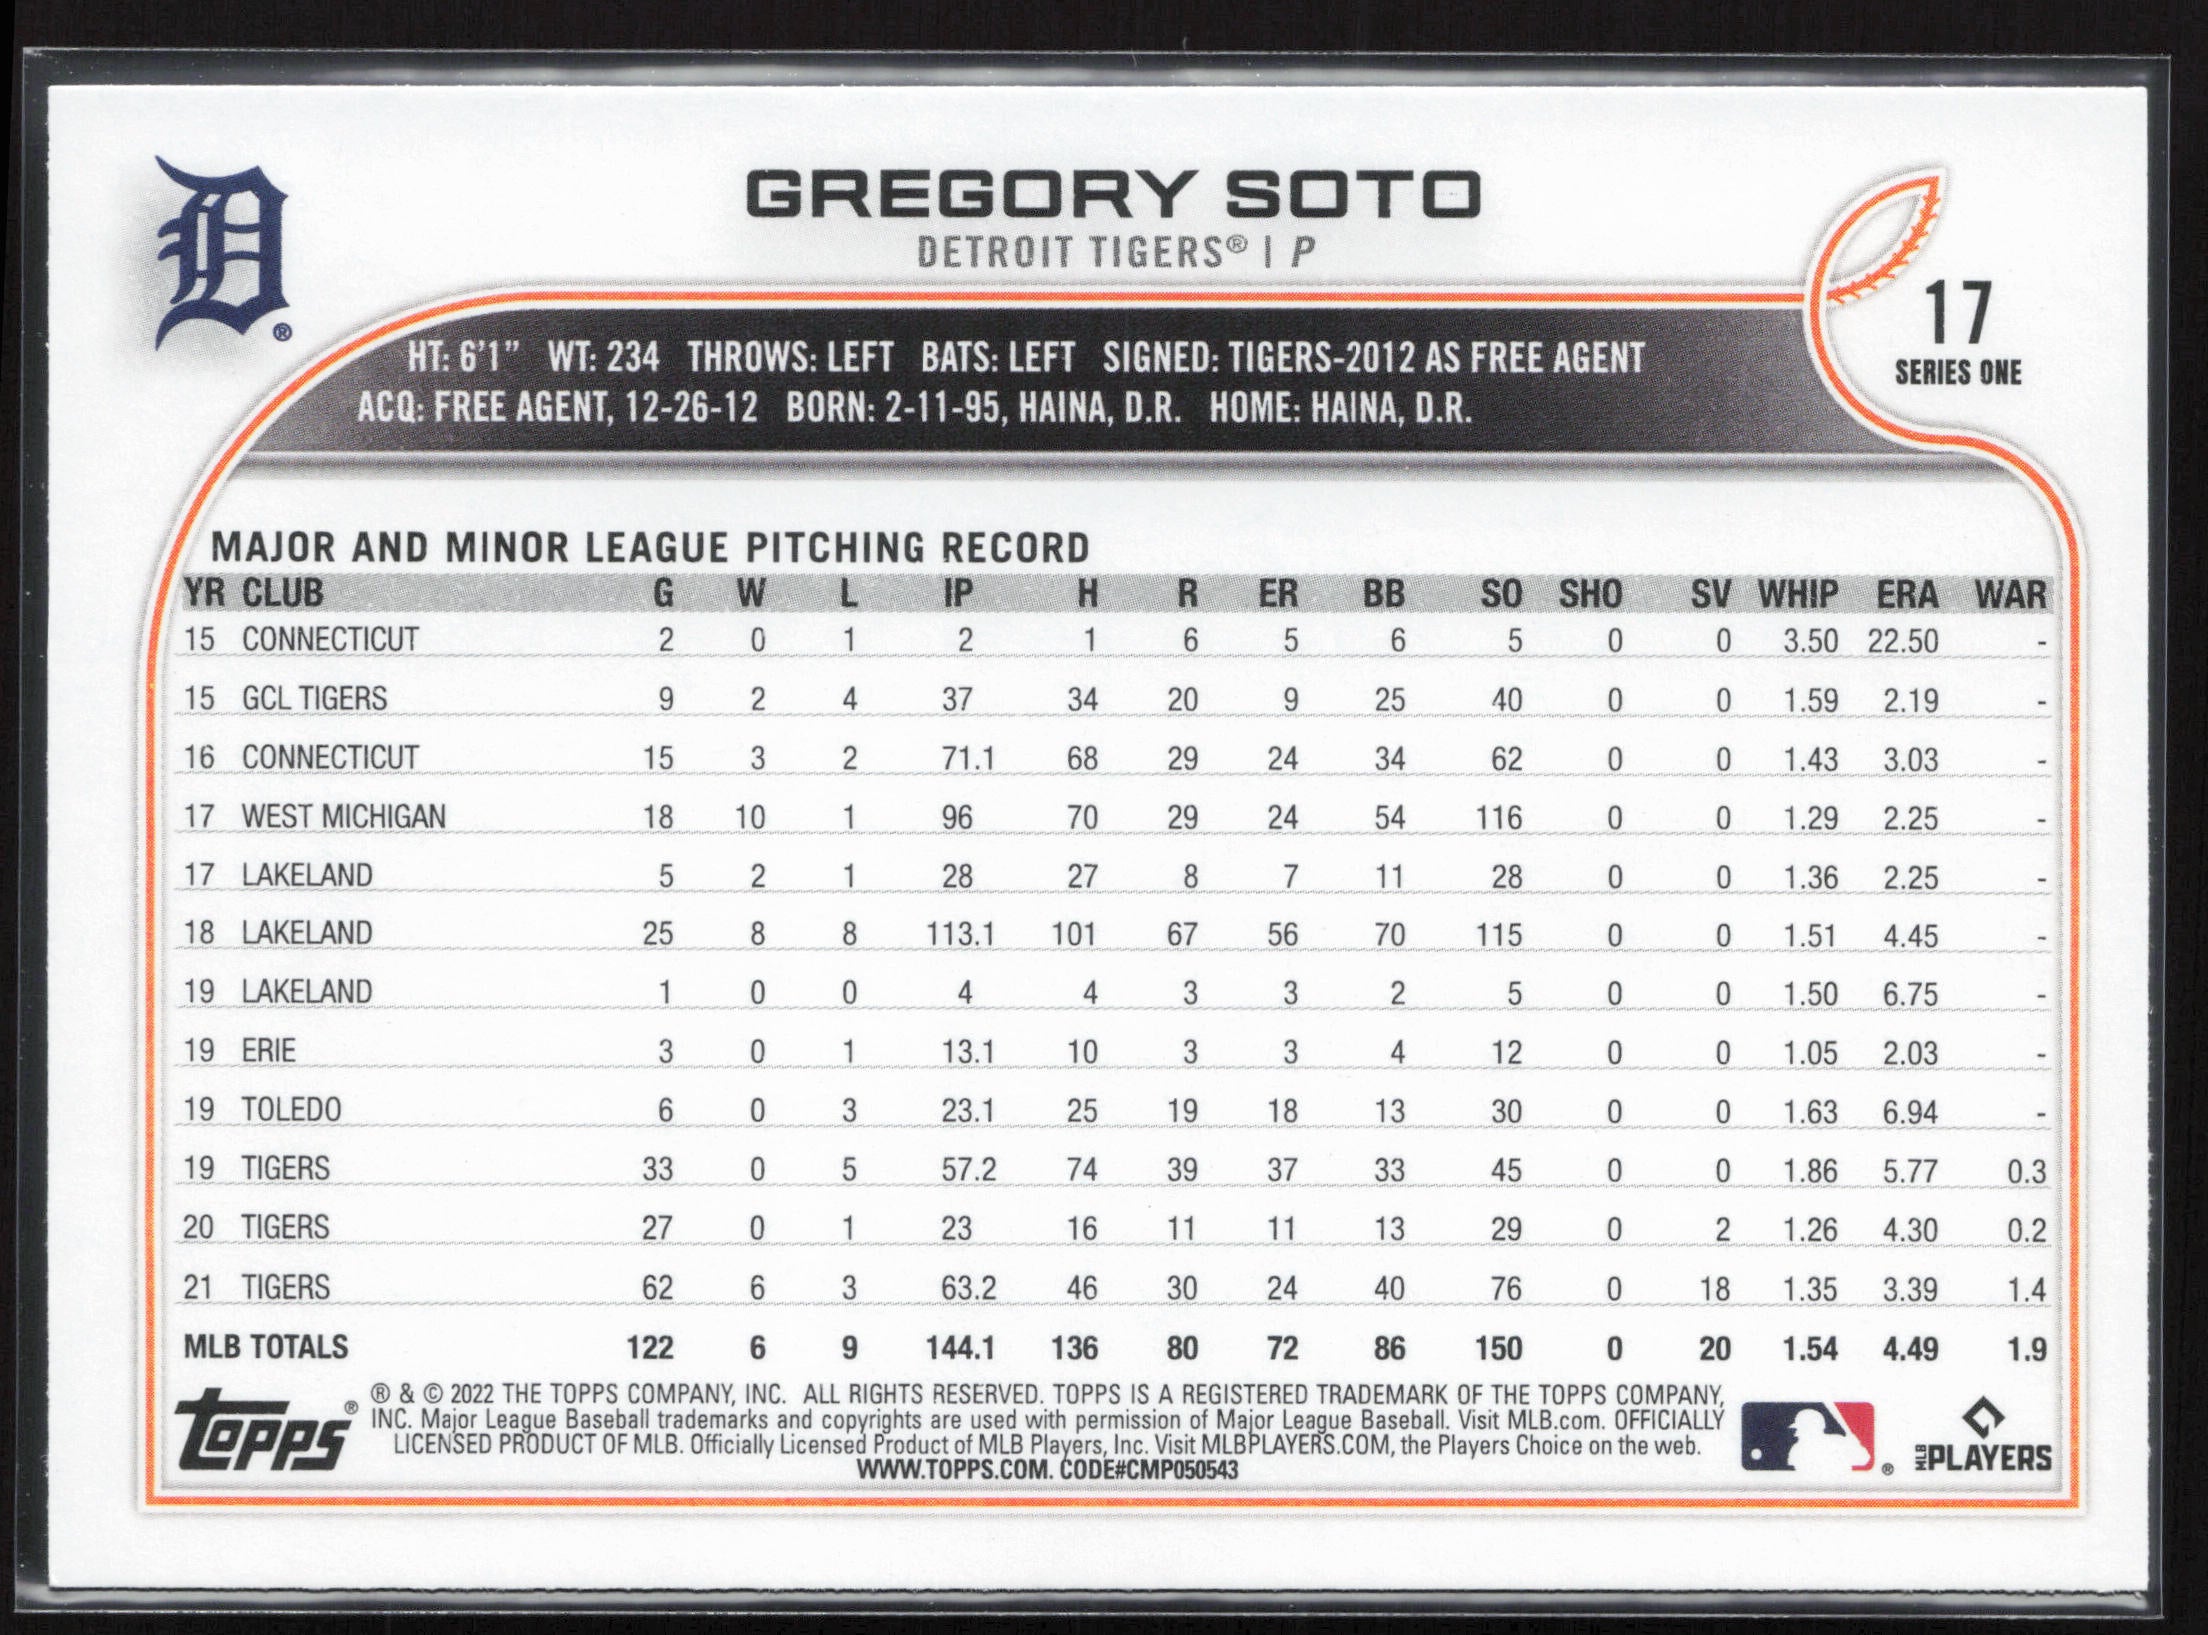 D®
GREGORY SOTO
DETROIT TIGERS® | P
17
SERIES ONE
HT: 6'1" WT: 234 THROWS: LEFT BATS: LEFT SIGNED: TIGERS-2012 AS FREE AGENT
ACQ: FREE AGENT, 12-26-12 BORN: 2-11-95, HAINA, D.R. HOME: HAINA, D.R.
MAJOR AND MINOR LEAGUE PITCHING RECORD
YR CLUB G W L IP H R ER BB SO SHO SV WHIP ERA WAR
15 CONNECTICUT 2 0 1 2 1 6 5 6 5 0 0 3.50 22.50 -
15 GCL TIGERS 9 2 4 37 34 20 9 25 40 0 0 1.59 2.19 -
16 CONNECTICUT 15 3 2 71.1 68 29 24 34 62 0 0 1.43 3.03 -
17 WEST MICHIGAN 18 10 1 96 70 29 24 54 116 0 0 1.29 2.25 -
17 LAKELAND 5 2 1 28 27 8 7 11 28 0 0 1.36 2.25 -
18 LAKELAND 25 8 8 113.1 101 67 56 70 115 0 0 1.51 4.45 -
19 LAKELAND 1 0 0 4 4 3 3 2 5 0 0 1.50 6.75 -
19 ERIE 3 0 1 13.1 10 3 3 4 12 0 0 1.05 2.03 -
19 TOLEDO 6 0 3 23.1 25 19 18 13 30 0 0 1.63 6.94 -
19 TIGERS 33 0 5 57.2 74 39 37 33 45 0 0 1.86 5.77 0.3
20 TIGERS 27 0 1 23 16 11 11 13 29 0 2 1.26 4.30 0.2
21 TIGERS 62 6 3 63.2 46 30 24 40 76 0 18 1.35 3.39 1.4
MLB TOTALS 122 6 9 144.1 136 80 72 86 150 0 20 1.54 4.49 1.9
topps®
® & © 2022 THE TOPPS COMPANY, INC. ALL RIGHTS RESERVED. TOPPS IS A REGISTERED TRADEMARK OF THE TOPPS COMPANY,
INC. Major League Baseball trademarks and copyrights are used with permission of Major League Baseball. Visit MLB.com. OFFICIALLY
LICENSED PRODUCT OF MLB. Officially Licensed Product of MLB Players, Inc. Visit MLBPLAYERS.COM, the Players Choice on the web.
WWW.TOPPS.COM. CODE#CMP050543
®
MLB PLAYERS